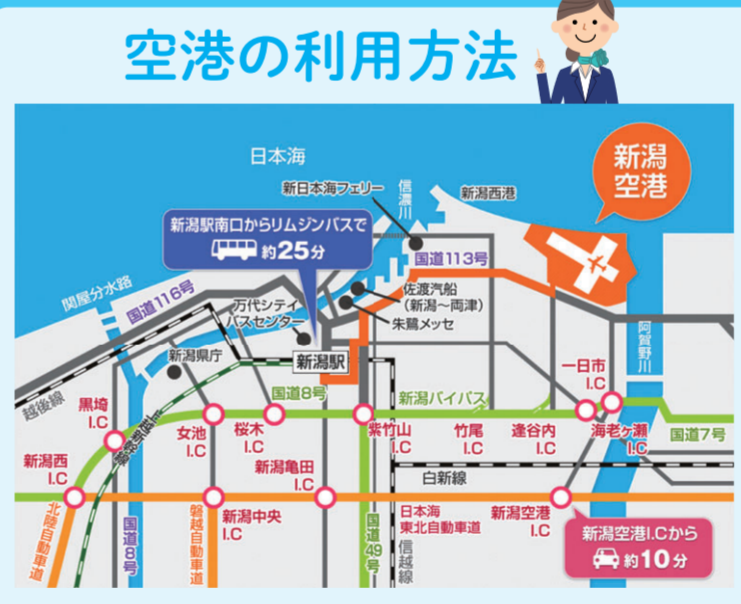 空港の利用方法
日本海
新潟
空港
新日本海フェリー
信濃川
新潟西港
新潟駅南口からリムジンバスで
約25分
国道113号
関屋分水路
国道116号
万代シテイ
バスセンター
佐渡汽船
（新潟〜両津）
朱鷺メッセ
阿賀野川
新潟県庁
新潟駅
一日市
I.C
越後線
黒埼
I.C
上越新幹線
国道8号
新潟バイパス
女池
I.C
桜木
I.C
紫竹山
I.C
竹尾
I.C
逢谷内
I.C
海老ヶ瀬
I.C
国道7号
新潟西
I.C
新潟亀田
I.C
白新線
北陸自動車道
国道8号
磐越自動車道
新潟中央
I.C
国道49号
信越線
日本海
東北自動車道
新潟空港
I.C
新潟空港I.Cから
約10分